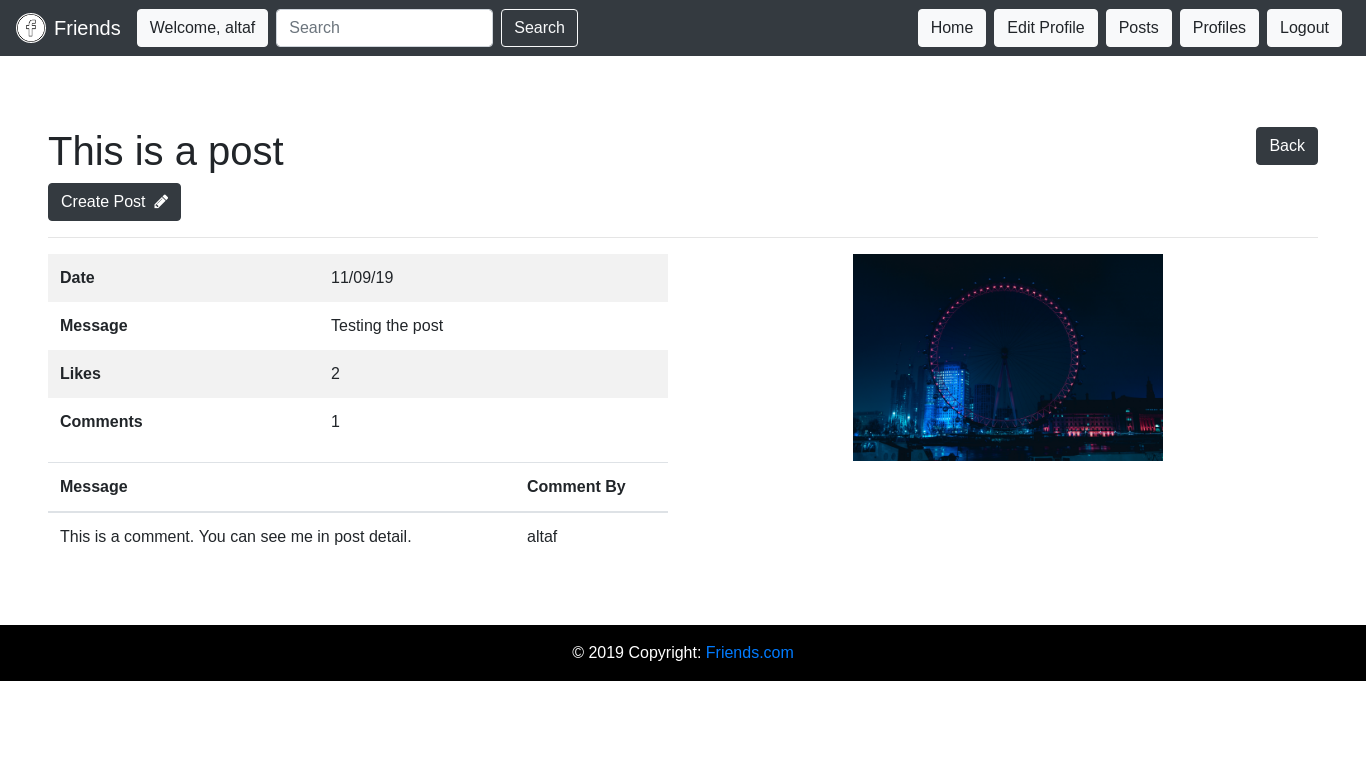 Friends Welcome, altaf Search Search Home Edit Profile Posts Profiles Logout
This is a post Back
Create Post
Date 11/09/19
Message Testing the post
Likes 2
Comments 1
Message Comment By
This is a comment. You can see me in post detail. altaf
© 2019 Copyright: Friends.com